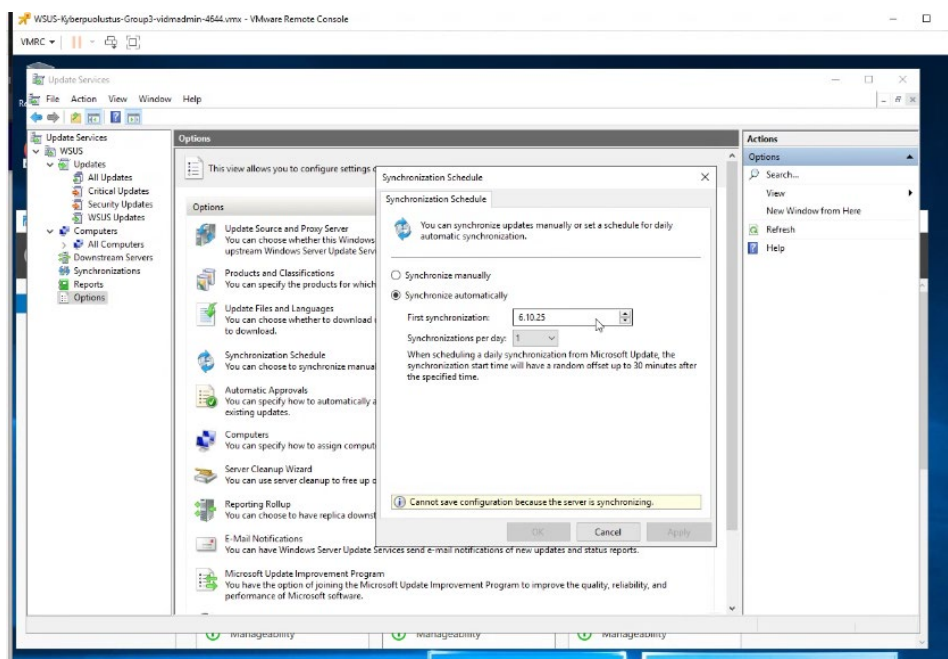 WSUS-Kyberpuolustus-Group3-vidmadmin-4644.vmx - VMware Remote Console
VMRC
Update Services
File Action View Window Help
Update Services
WSUS
Updates
All Updates
Critical Updates
Security Updates
WSUS Updates
Computers
All Computers
Downstream Servers
Synchronizations
Reports
Options
Options
This view allows you to configure settings
Options
Update Source and Proxy Server
You can choose whether this Windows
upstream Windows Server Update Serv
Products and Classifications
You can specify the products for which
Update Files and Languages
You can choose whether to download
to download.
Synchronization Schedule
You can choose to synchronize manual
Automatic Approvals
You can specify how to automatically a
existing updates.
Computers
You can specify how to assign comput
Server Cleanup Wizard
You can use server cleanup to free up
Reporting Rollup
You can choose to have replica downst
E-Mail Notifications
You can have Windows Server Update Services send e-mail notifications of new updates and status reports.
Microsoft Update Improvement Program
You have the option of joining the Microsoft Update Improvement Program to improve the quality, reliability, and
performance of Microsoft software.
Synchronization Schedule
Synchronization Schedule
You can synchronize updates manually or set a schedule for daily
automatic synchronization.
Synchronize manually
Synchronize automatically
First synchronization: 6.10.25
Synchronizations per day: 1
When scheduling a daily synchronization from Microsoft Update, the
synchronization start time will have a random offset up to 30 minutes after
the specified time.
Cannot save configuration because the server is synchronizing.
OK Cancel Apply
Actions
Options
Search...
View
New Window from Here
Refresh
Help
Manageability Manageability Manageability